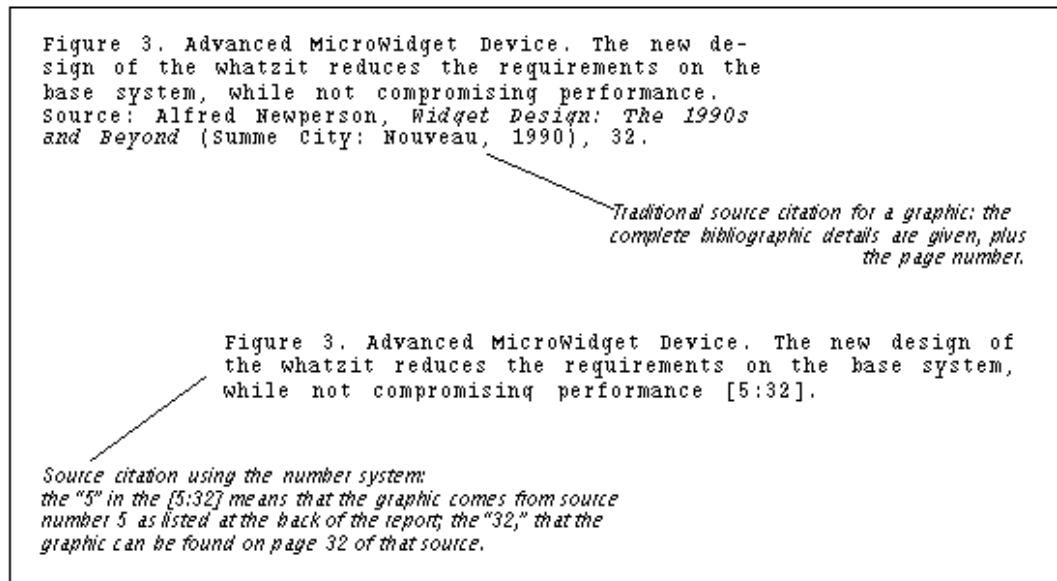 Figure 3. Advanced MicroWidget Device. The new de-
sign of the whatzit reduces the requirements on the
base system, while not compromising performance.
Source: Alfred Newperson, Widget Design: The 1990s
and Beyond (Summe City: Nouveau, 1990), 32.
Traditional source citation for a graphic: the
complete bibliographic details are given, plus
the page number.
Figure 3. Advanced MicroWidget Device. The new design of
the whatzit reduces the requirements on the base system,
while not compromising performance [5:32].
Source citation using the number system:
the "5" in the [5:32] means that the graphic comes from source
number 5 as listed at the back of the report; the "32," that the
graphic can be found on page 32 of that source.